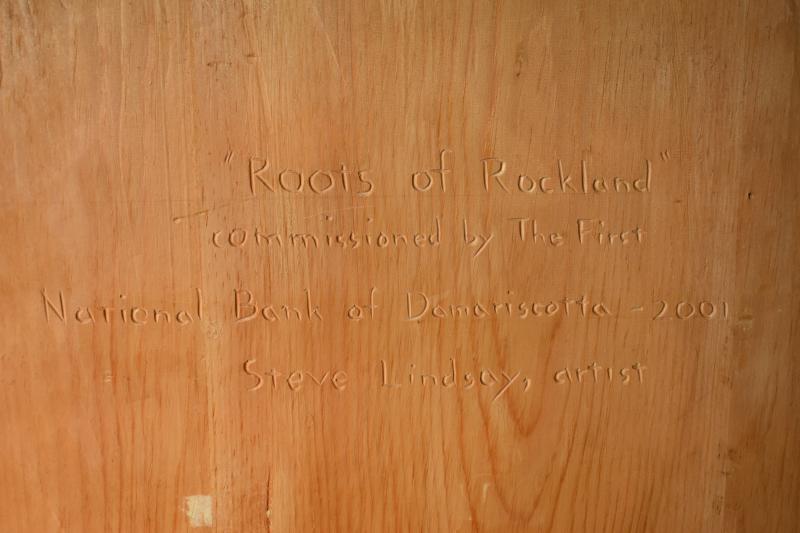 "Roots of Rockland"
commissioned by The First
National Bank of Damariscotta - 2001
Steve Lindsay, artist